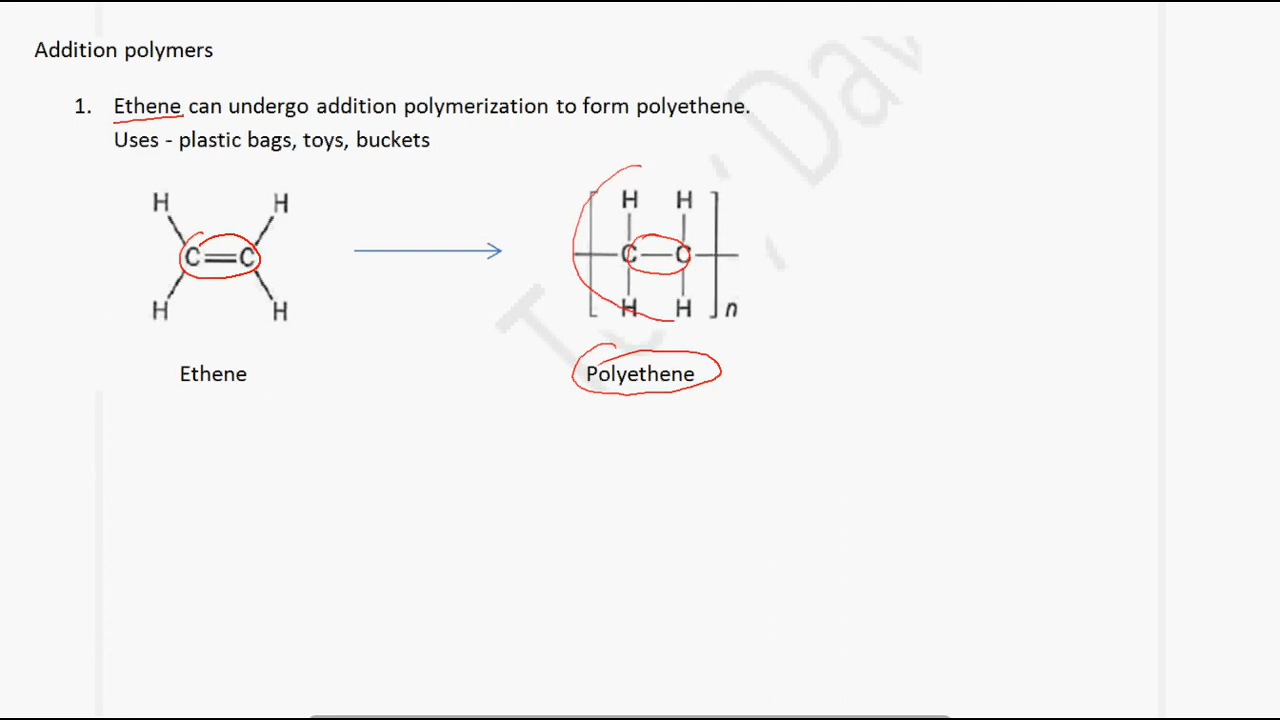 Addition polymers
1. Ethene can undergo addition polymerization to form polyethene.
Uses - plastic bags, toys, buckets
H H H H
C=C C—C n
H H H H
Ethene Polyethene